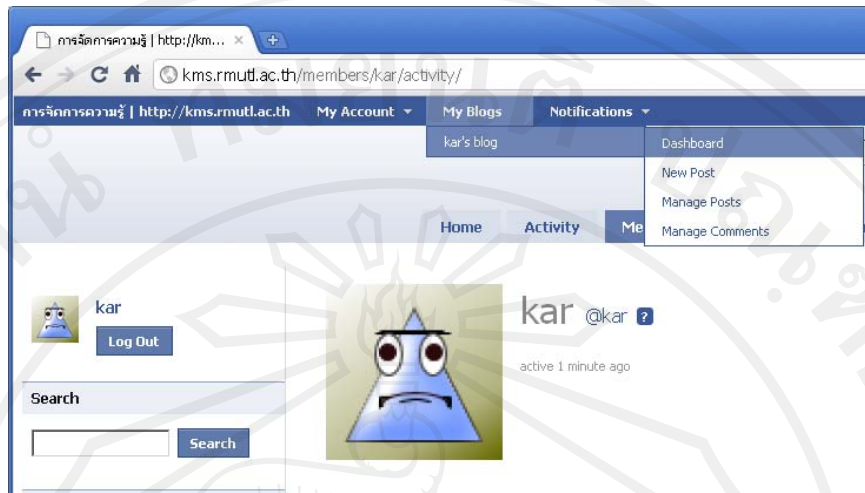 การจัดการความรู้ | http://km...
kms.rmutl.ac.th/members/kar/activity/
การจัดการความรู้ | http://kms.rmutl.ac.th My Account My Blogs Notifications
kar's blog Dashboard
New Post
Manage Posts
Manage Comments
Home Activity Me
kar
Log Out
kar @kar ?
active 1 minute ago
Search
Search